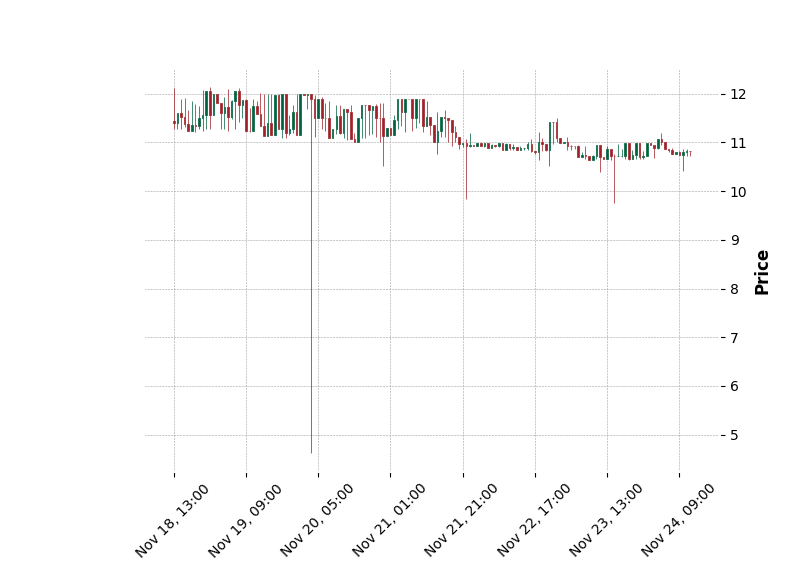 12
11
10
9
8
7
6
5
Price
Nov 18, 13:00
Nov 19, 09:00
Nov 20, 05:00
Nov 21, 01:00
Nov 21, 21:00
Nov 22, 17:00
Nov 23, 13:00
Nov 24, 09:00